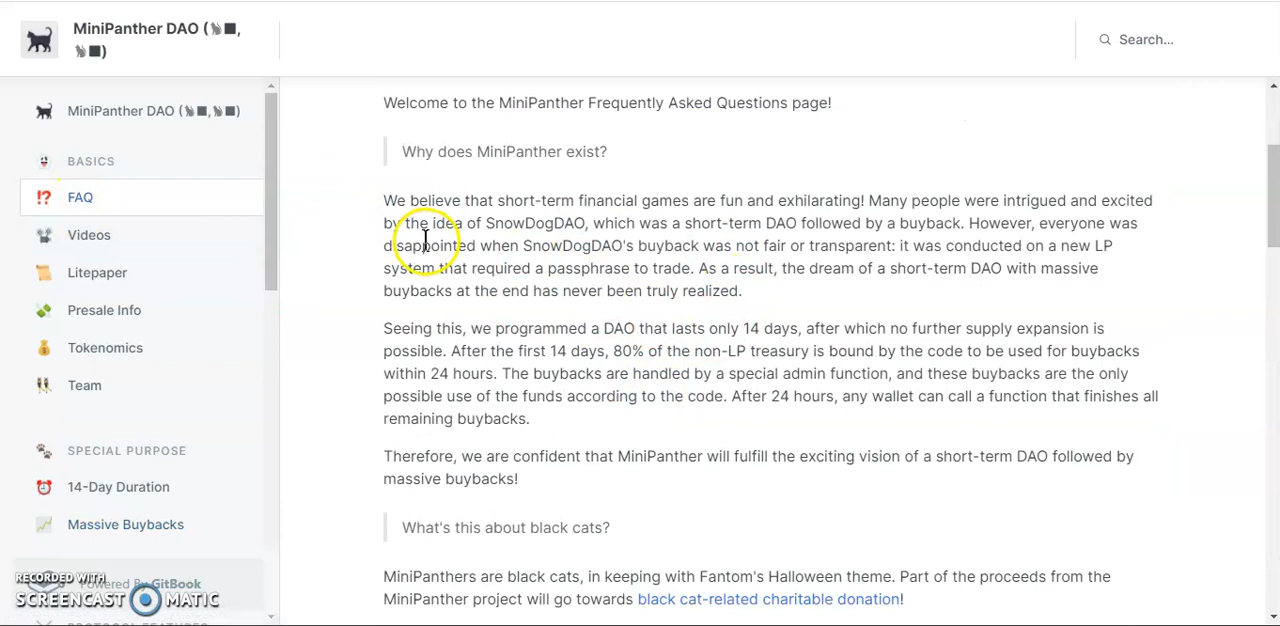 MiniPanther DAO (🐈‍⬛,
🐈‍⬛)
Search...
MiniPanther DAO (🐈‍⬛,🐈‍⬛)
BASICS
FAQ
Videos
Litepaper
Presale Info
Tokenomics
Team
SPECIAL PURPOSE
14-Day Duration
Massive Buybacks
Powered By GitBook
RECORDED WITH
SCREENCAST MATIC
Welcome to the MiniPanther Frequently Asked Questions page!
Why does MiniPanther exist?
We believe that short-term financial games are fun and exhilarating! Many people were intrigued and excited
by the idea of SnowDogDAO, which was a short-term DAO followed by a buyback. However, everyone was
disappointed when SnowDogDAO's buyback was not fair or transparent: it was conducted on a new LP
system that required a passphrase to trade. As a result, the dream of a short-term DAO with massive
buybacks at the end has never been truly realized.
Seeing this, we programmed a DAO that lasts only 14 days, after which no further supply expansion is
possible. After the first 14 days, 80% of the non-LP treasury is bound by the code to be used for buybacks
within 24 hours. The buybacks are handled by a special admin function, and these buybacks are the only
possible use of the funds according to the code. After 24 hours, any wallet can call a function that finishes all
remaining buybacks.
Therefore, we are confident that MiniPanther will fulfill the exciting vision of a short-term DAO followed by
massive buybacks!
What's this about black cats?
MiniPanthers are black cats, in keeping with Fantom's Halloween theme. Part of the proceeds from the
MiniPanther project will go towards black cat-related charitable donation!